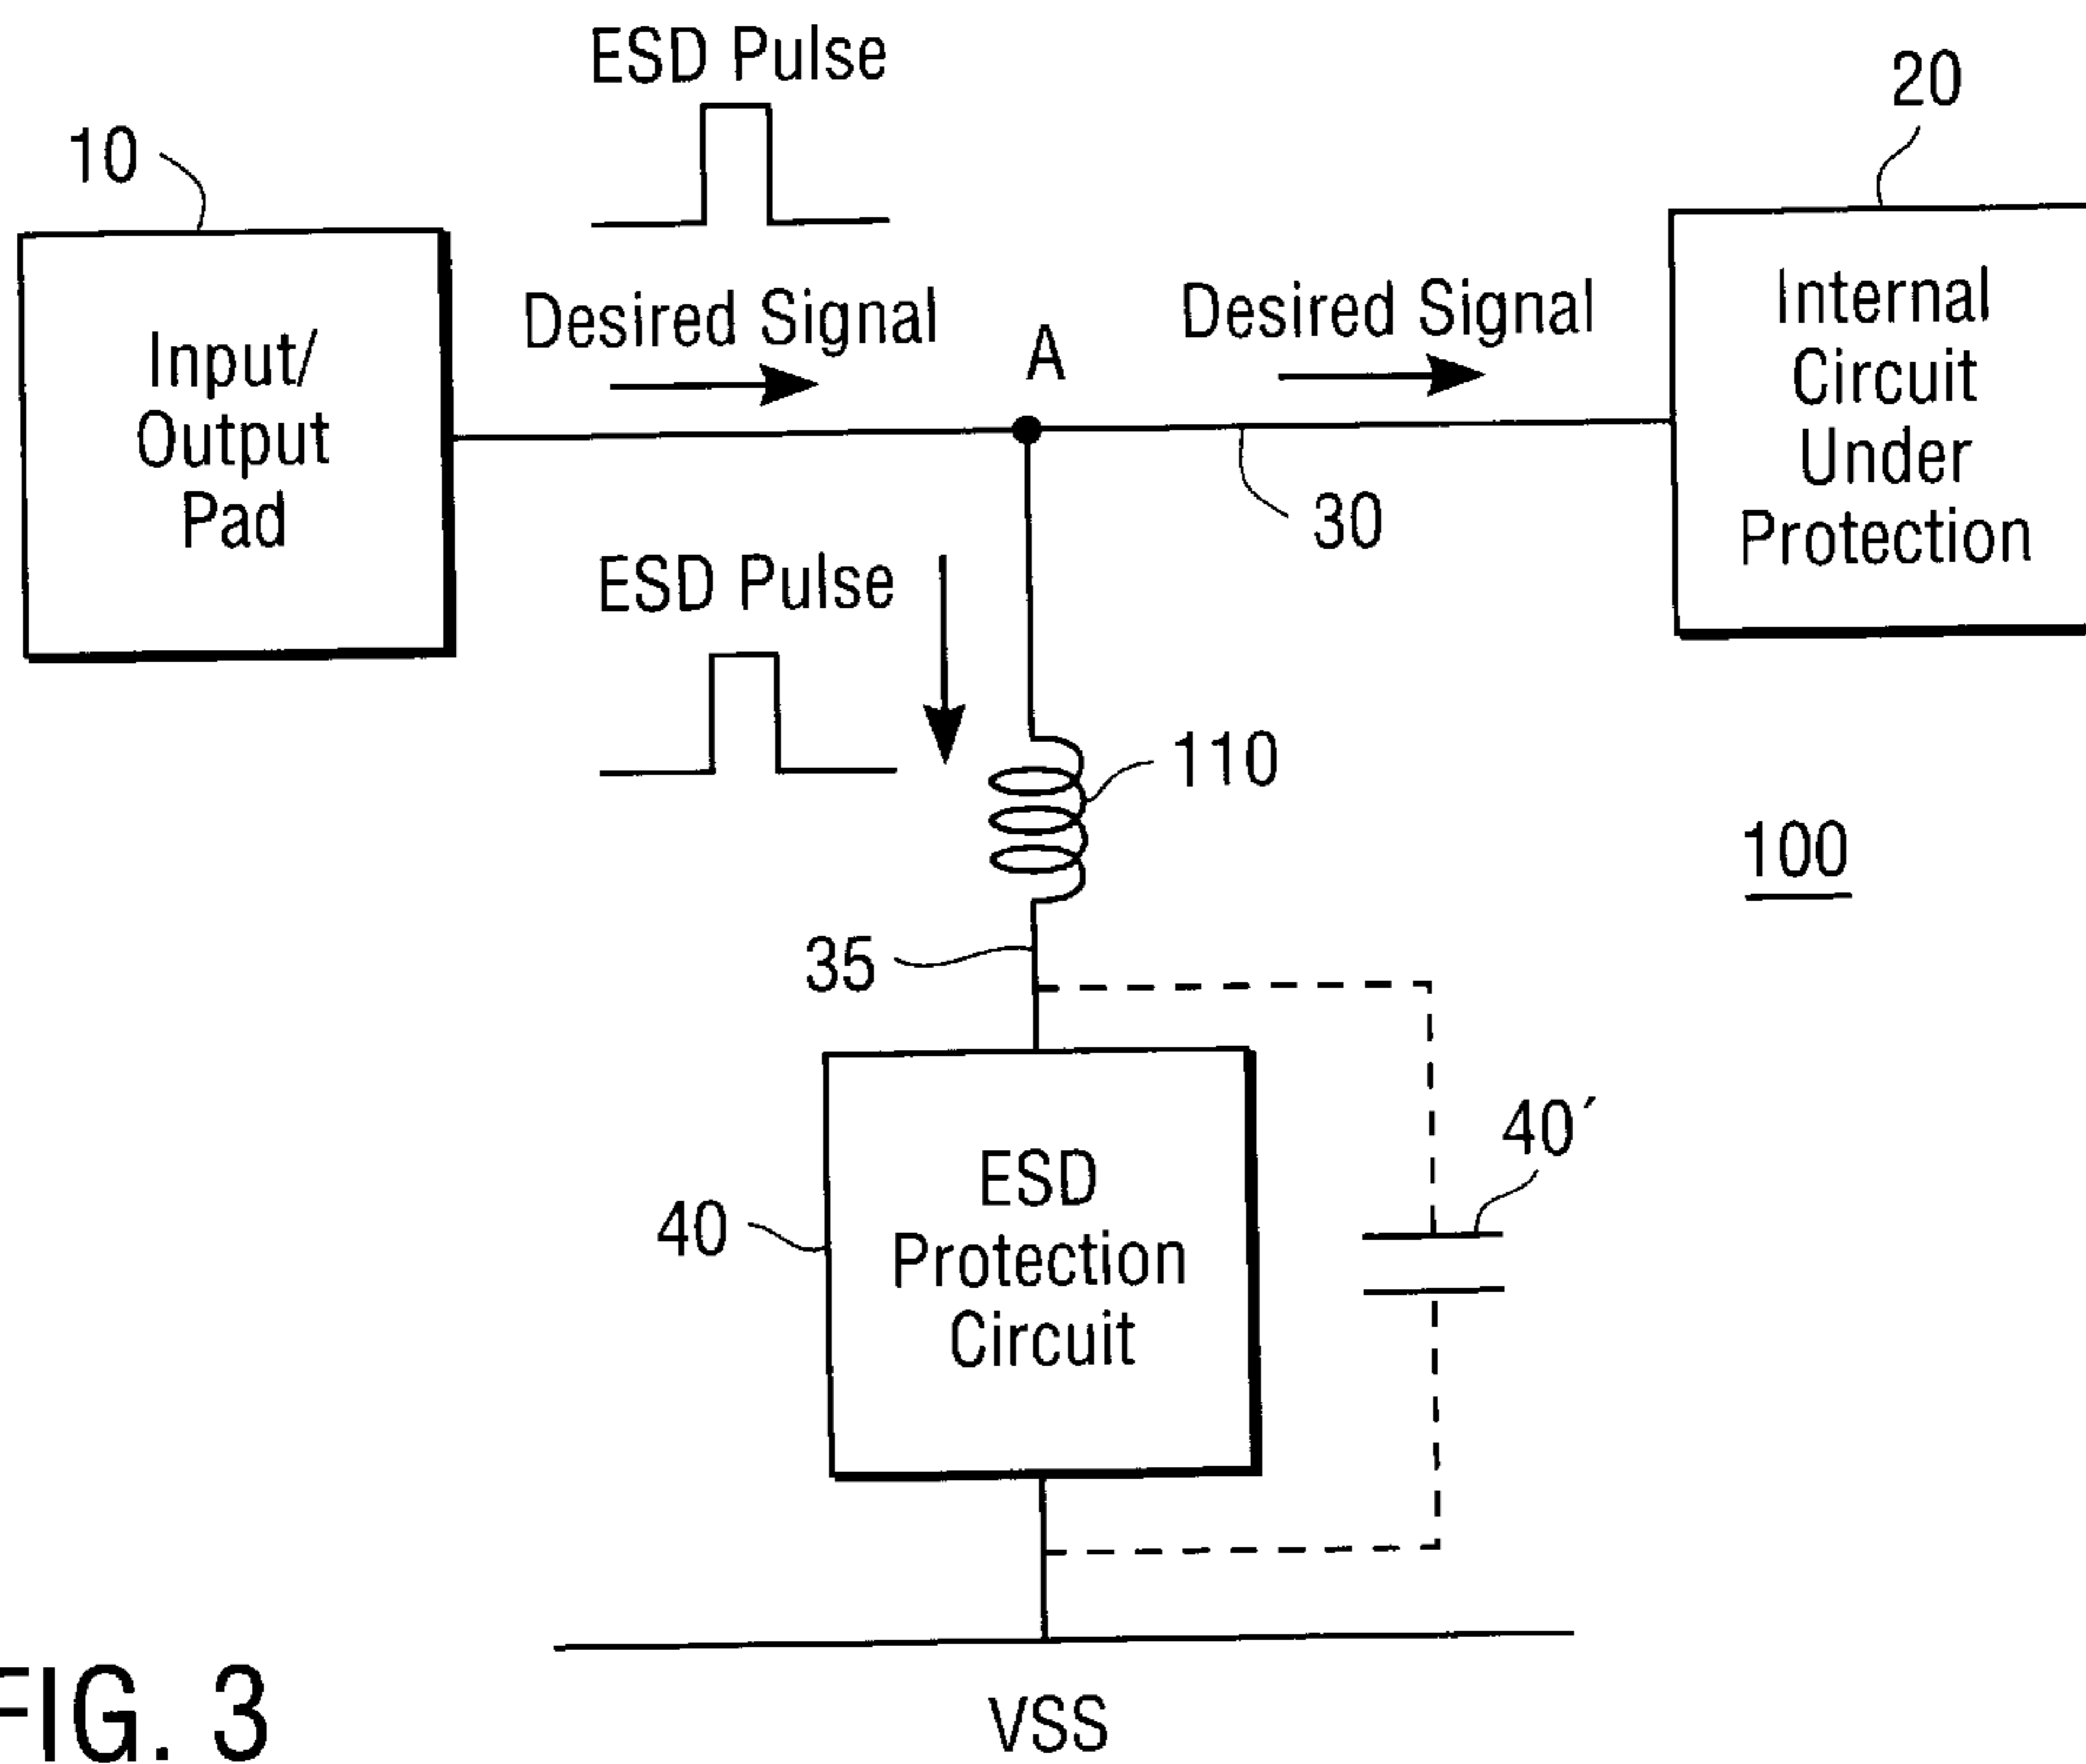 ESD Pulse
10
20
Input/
Output
Pad
Desired Signal
A
Desired Signal
Internal
Circuit
Under
Protection
30
ESD Pulse
110
100
35
40´
40
ESD
Protection
Circuit
VSS
FIG. 3